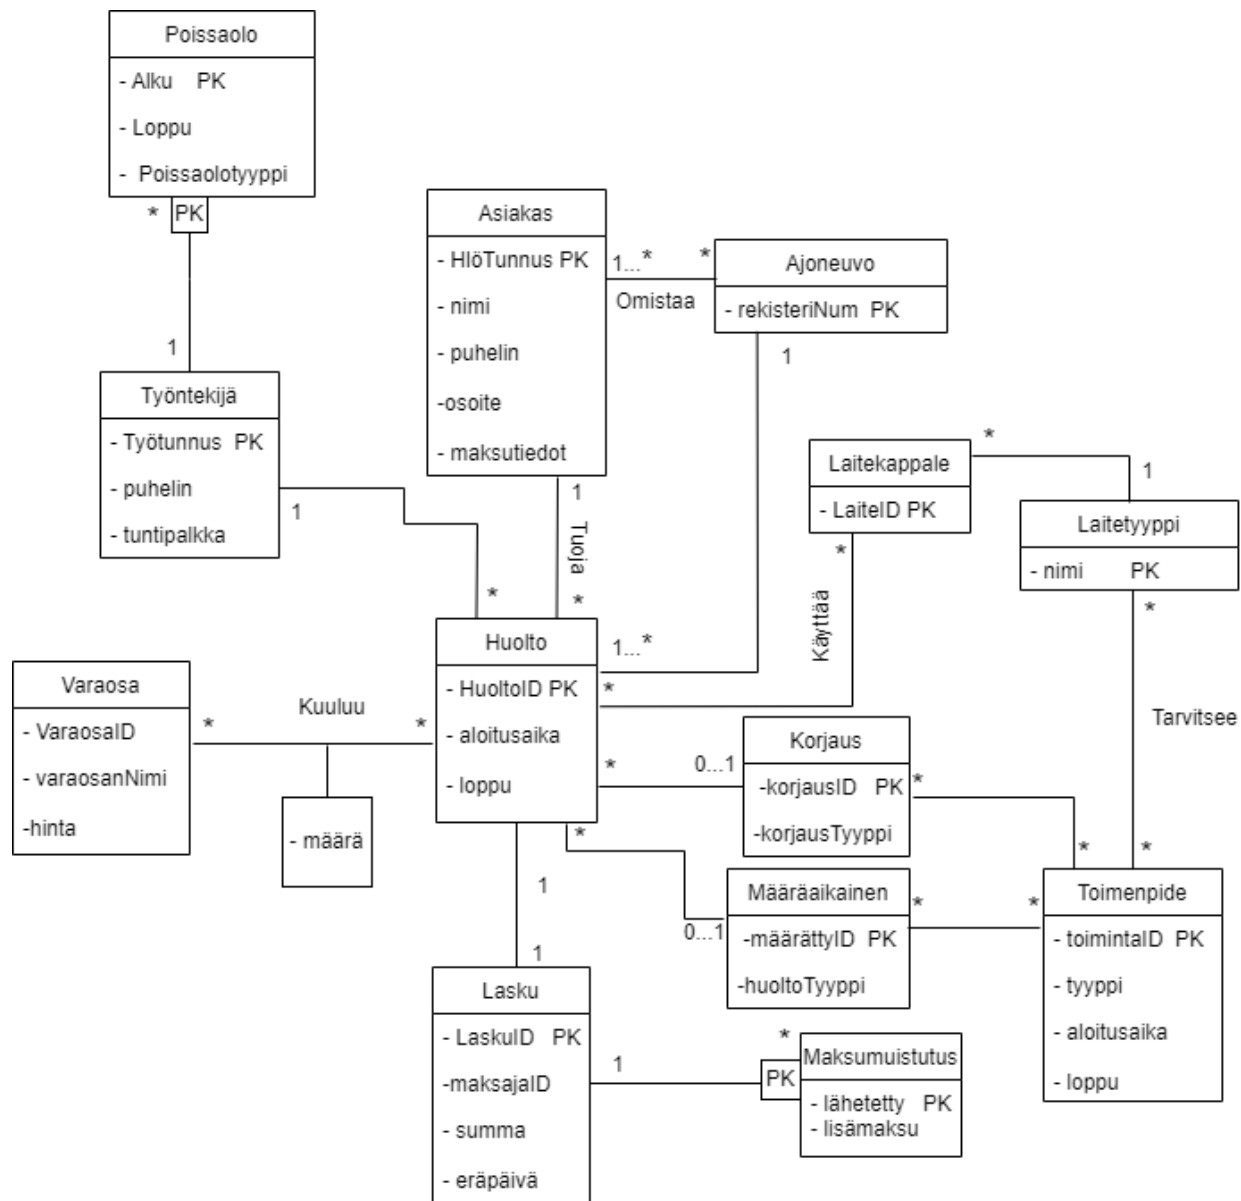 Poissaolo
- Alku PK
- Loppu
- Poissaolotyyppi
* PK
1
Työntekijä
- Työtunnus PK
- puhelin
- tuntipalkka
1
*
Asiakas
- HlöTunnus PK
- nimi
- puhelin
-osoite
- maksutiedot
1...* *
Omistaa
Ajoneuvo
- rekisteriNum PK
1
1
Tuoja
*
Laitekappale
- LaiteID PK
*
1
Laitetyyppi
- nimi PK
*
*
Käyttää
Tarvitsee
Huolto
- HuoltoID PK
- aloitusaika
- loppu
1...*
*
Varaosa
- VaraosaID
- varaosanNimi
-hinta
Kuuluu
* *
- määrä
* 0...1
Korjaus
-korjausID PK
-korjausTyyppi
*
* *
*
0...1
Määräaikainen
-määrättyID PK
-huoltoTyyppi
* *
Toimenpide
- toimintaID PK
- tyyppi
- aloitusaika
- loppu
1
1
Lasku
- LaskuID PK
-maksajaID
- summa
- eräpäivä
1
*
PK
Maksumuistutus
- lähetetty PK
- lisämaksu